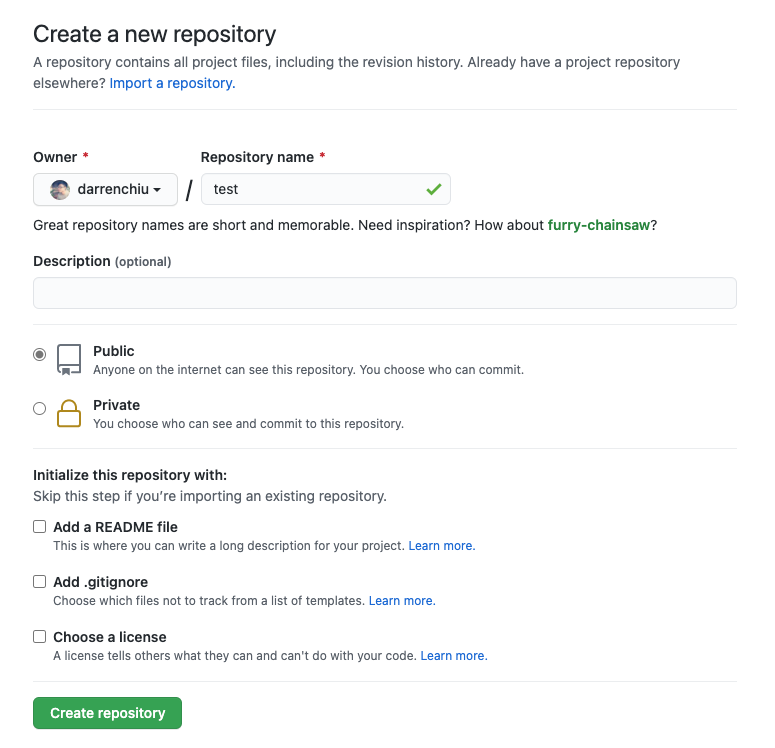 Create a new repository
A repository contains all project files, including the revision history. Already have a project repository
elsewhere? Import a repository.
Owner * Repository name *
darrenchiu / test
Great repository names are short and memorable. Need inspiration? How about furry-chainsaw?
Description (optional)
Public
Anyone on the internet can see this repository. You choose who can commit.
Private
You choose who can see and commit to this repository.
Initialize this repository with:
Skip this step if you’re importing an existing repository.
Add a README file
This is where you can write a long description for your project. Learn more.
Add .gitignore
Choose which files not to track from a list of templates. Learn more.
Choose a license
A license tells others what they can and can't do with your code. Learn more.
Create repository